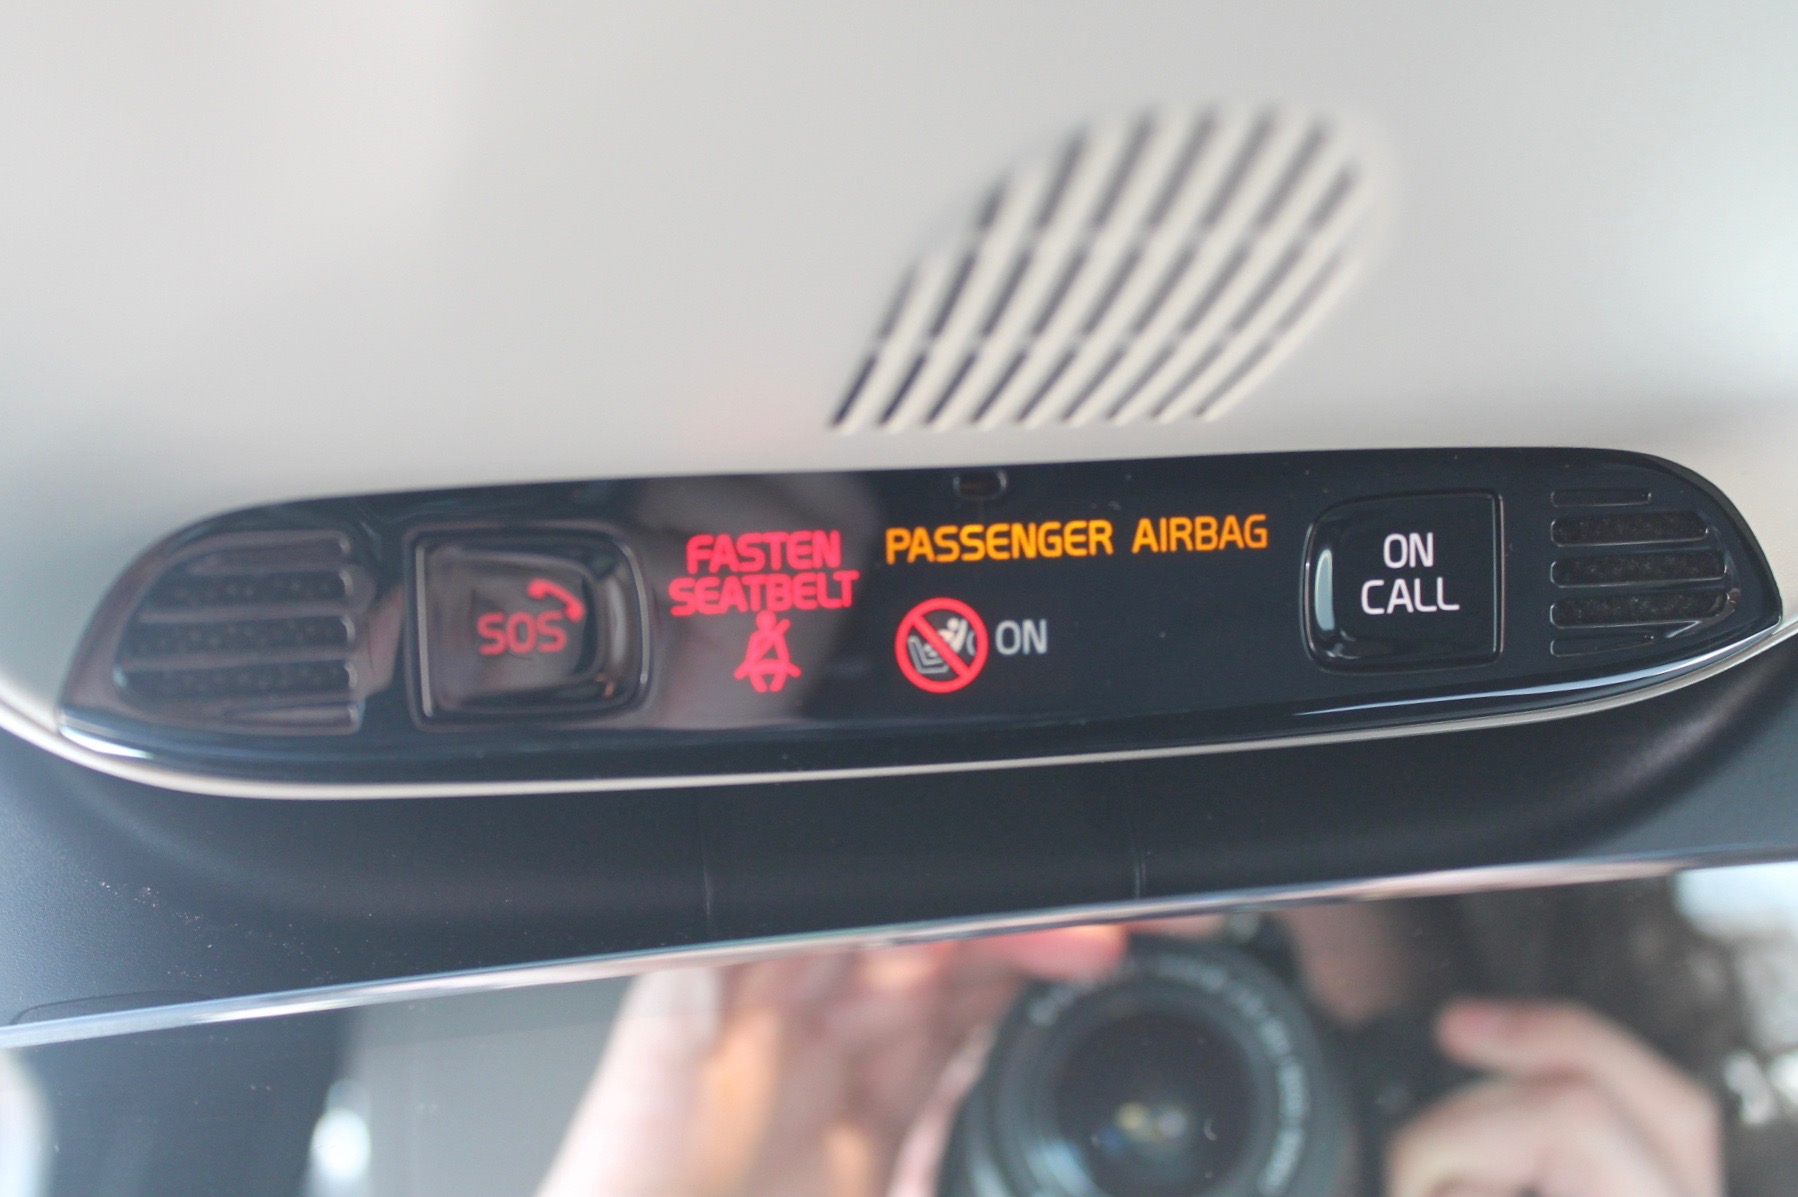 SOS
FASTEN
SEATBELT
PASSENGER AIRBAG
ON
ON
CALL